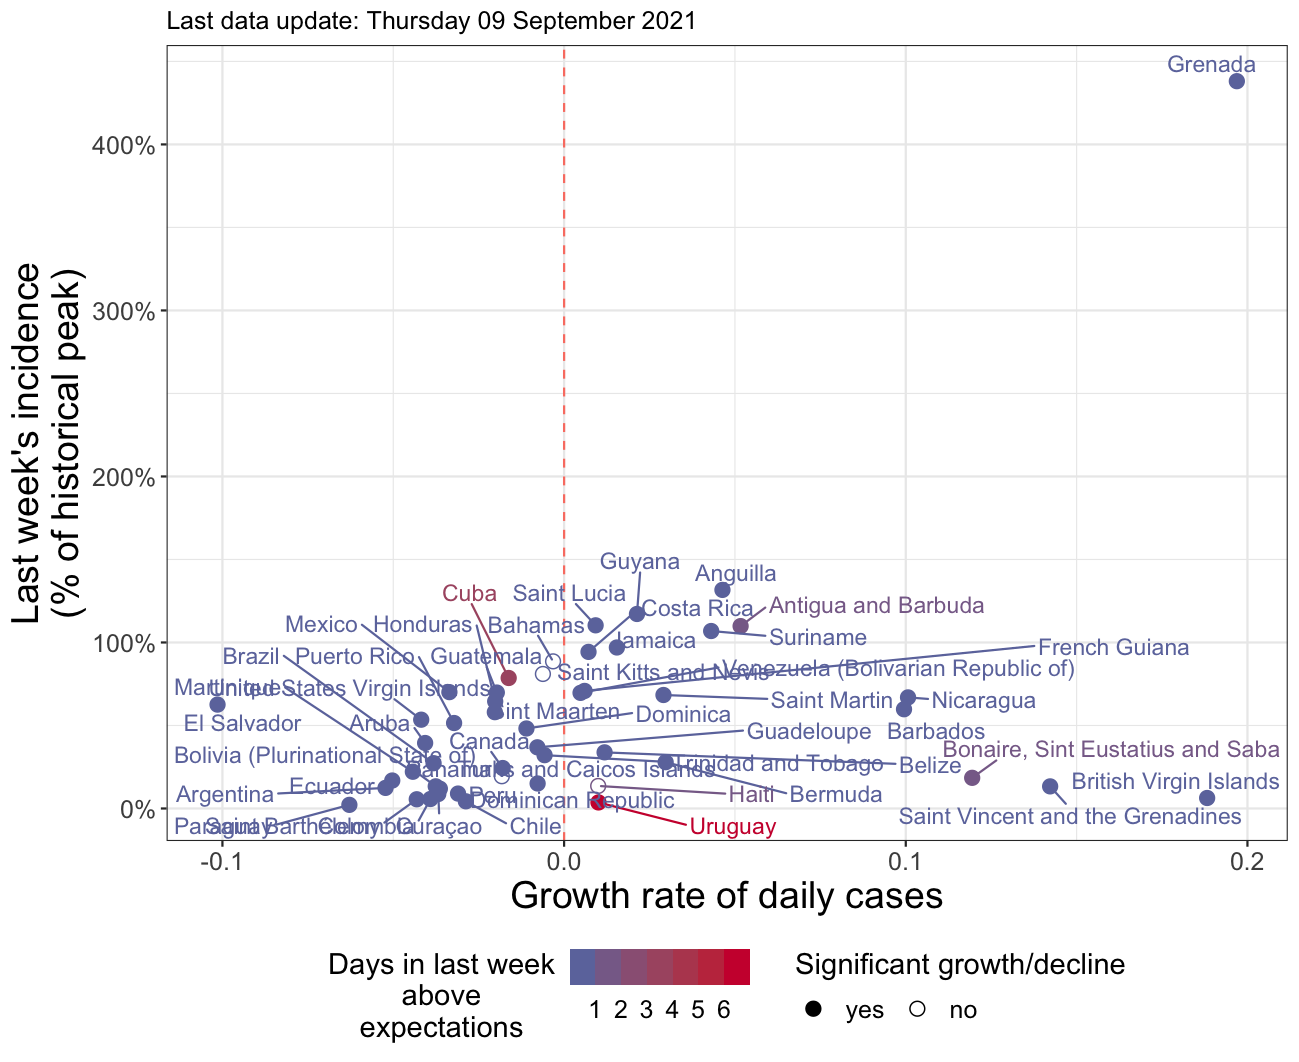 Last data update: Thursday 09 September 2021
Grenada
400%
300%
200%
100%
0%
Last week's incidence
(% of historical peak)
Guyana
Anguilla
Cuba
Saint Lucia
Costa Rica
Antigua and Barbuda
Mexico
Honduras
Bahamas
Jamaica
Suriname
French Guiana
Brazil
Puerto Rico
Guatemala
Saint Kitts and Nevis
Venezuela (Bolivarian Republic of)
Martinique
United States Virgin Islands
Saint Martin
Nicaragua
El Salvador
Aruba
Sint Maarten
Dominica
Guadeloupe
Barbados
Canada
Bolivia (Plurinational State of)
Bonaire, Sint Eustatius and Saba
Panama
Turks and Caicos Islands
Trinidad and Tobago
Belize
Argentina
Ecuador
Peru
Dominican Republic
Haiti
Bermuda
British Virgin Islands
Paraguay
Saint Barthélemy
Colombia
Curaçao
Chile
Uruguay
Saint Vincent and the Grenadines
-0.1
0.0
0.1
0.2
Growth rate of daily cases
Days in last week
above
expectations
1 2 3 4 5 6
Significant growth/decline
yes
no